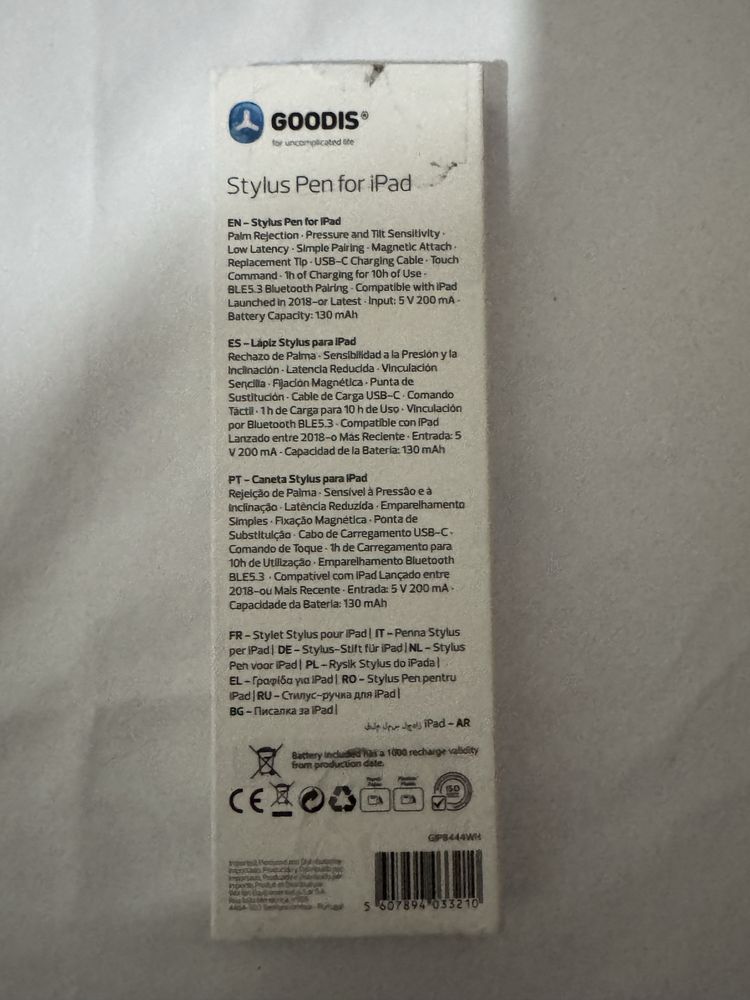 GOODIS®
for uncomplicated life
Stylus Pen for iPad
EN – Stylus Pen for iPad
Palm Rejection · Pressure and Tilt Sensitivity ·
Low Latency · Simple Pairing · Magnetic Attach ·
Replacement Tip · USB-C Charging Cable · Touch
Command · 1h of Charging for 10h of Use ·
BLE5.3 Bluetooth Pairing · Compatible with iPad
Launched in 2018-or Latest · Input: 5 V 200 mA ·
Battery Capacity: 130 mAh
ES – Lápiz Stylus para iPad
Rechazo de Palma · Sensibilidad a la Presión y la
Inclinación · Latencia Reducida · Vinculación
Sencilla · Fijación Magnética · Punta de
Sustitución · Cable de Carga USB-C · Comando
Táctil · 1 h de Carga para 10 h de Uso · Vinculación
por Bluetooth BLE5.3 · Compatible con iPad
Lanzado entre 2018-o Más Reciente · Entrada: 5
V 200 mA · Capacidad de la Batería: 130 mAh
PT – Caneta Stylus para iPad
Rejeição de Palma · Sensível à Pressão e à
Inclinação · Latência Reduzida · Emparelhamento
Simples · Fixação Magnética · Ponta de
Substituição · Cabo de Carregamento USB-C ·
Comando de Toque · 1h de Carregamento para
10h de Utilização · Emparelhamento Bluetooth
BLE5.3 · Compatível com iPad Lançado entre
2018-ou Mais Recente · Entrada: 5 V 200 mA ·
Capacidade da Bateria: 130 mAh
FR – Stylet Stylus pour iPad | IT – Penna Stylus
per iPad | DE – Stylus-Stift für iPad | NL – Stylus
Pen voor iPad | PL – Rysik Stylus do iPada |
EL – Γραφίδα για iPad | RO – Stylus Pen pentru
iPad | RU – Стилус-ручка для iPad |
BG – Писалка за iPad |
iPad – AR
Battery included has a 1000 recharge validity
from production date.
CE
ISO
GIP8444WH
5 607894 033210